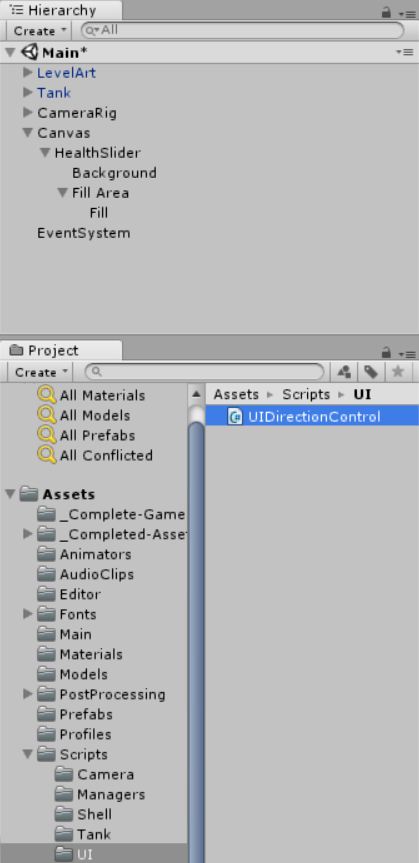 Hierarchy
Create All
Main*
LevelArt
Tank
CameraRig
Canvas
HealthSlider
Background
Fill Area
Fill
EventSystem
Project
Create
All Materials
All Models
All Prefabs
All Conflicted
Assets
_Complete-Game
_Completed-Asse
Animators
AudioClips
Editor
Fonts
Main
Materials
Models
PostProcessing
Prefabs
Profiles
Scripts
Camera
Managers
Shell
Tank
UI
Assets Scripts UI
UIDirectionControl